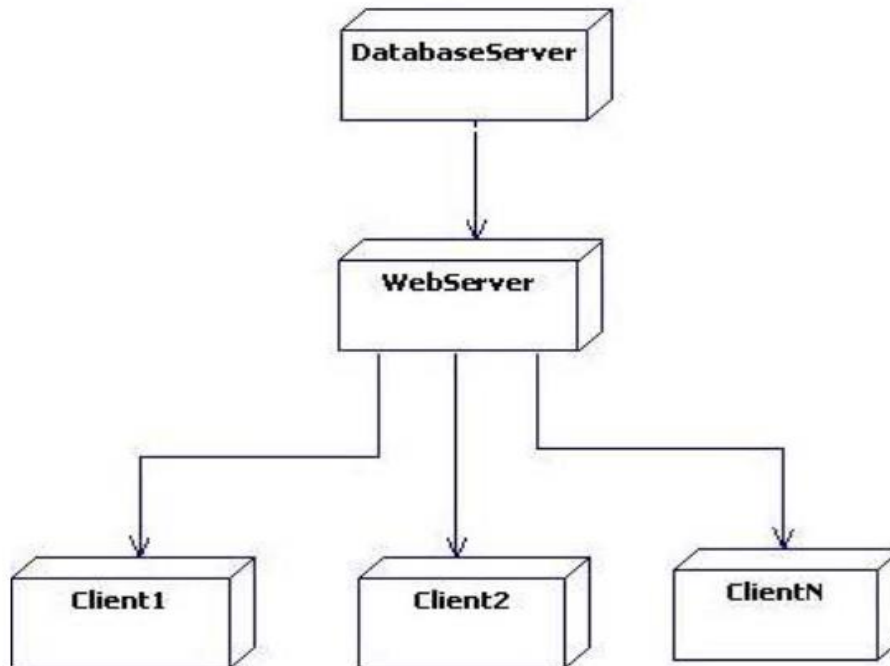 DatabaseServer
WebServer
Client1
Client2
ClientN